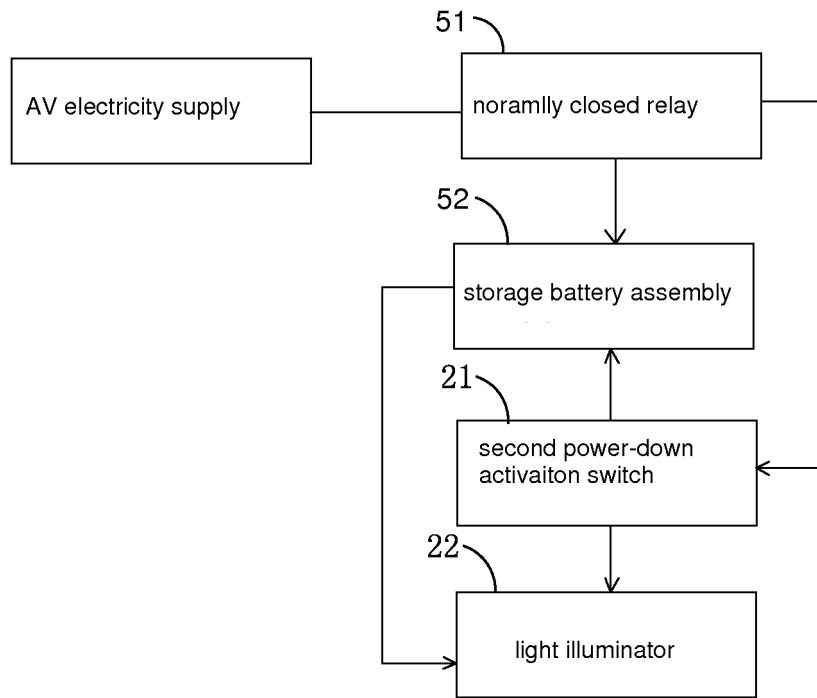 51
AV electricity supply
noramlly closed relay
52
storage battery assembly
21
second power-down
activaiton switch
22
light illuminator